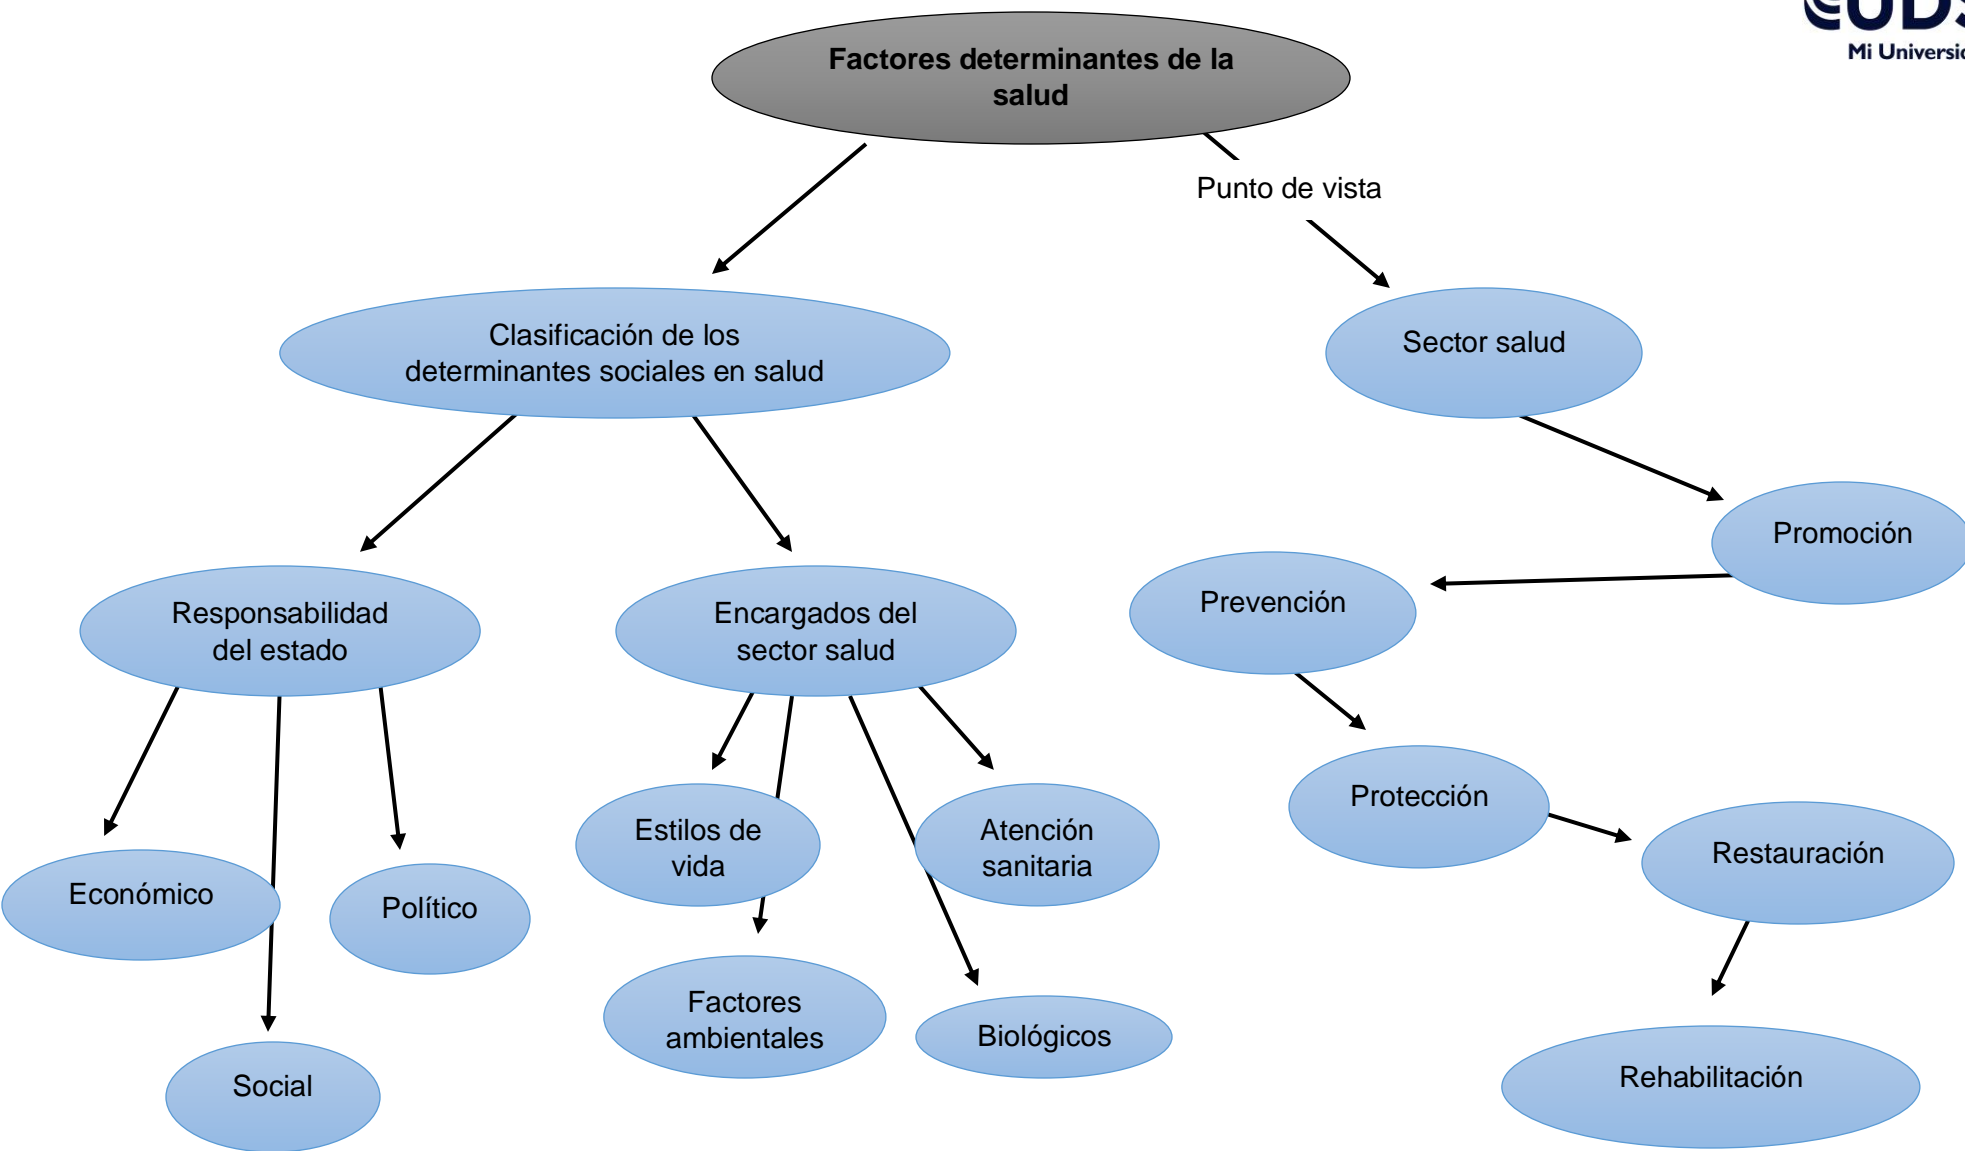 Mi Universid
Factores determinantes de la
salud
Punto de vista
Clasificación de los
determinantes sociales en salud
Sector salud
Promoción
Responsabilidad
del estado
Encargados del
sector salud
Prevención
Protección
Estilos de
vida
Atención
sanitaria
Restauración
Económico
Político
Factores
ambientales
Biológicos
Social
Rehabilitación